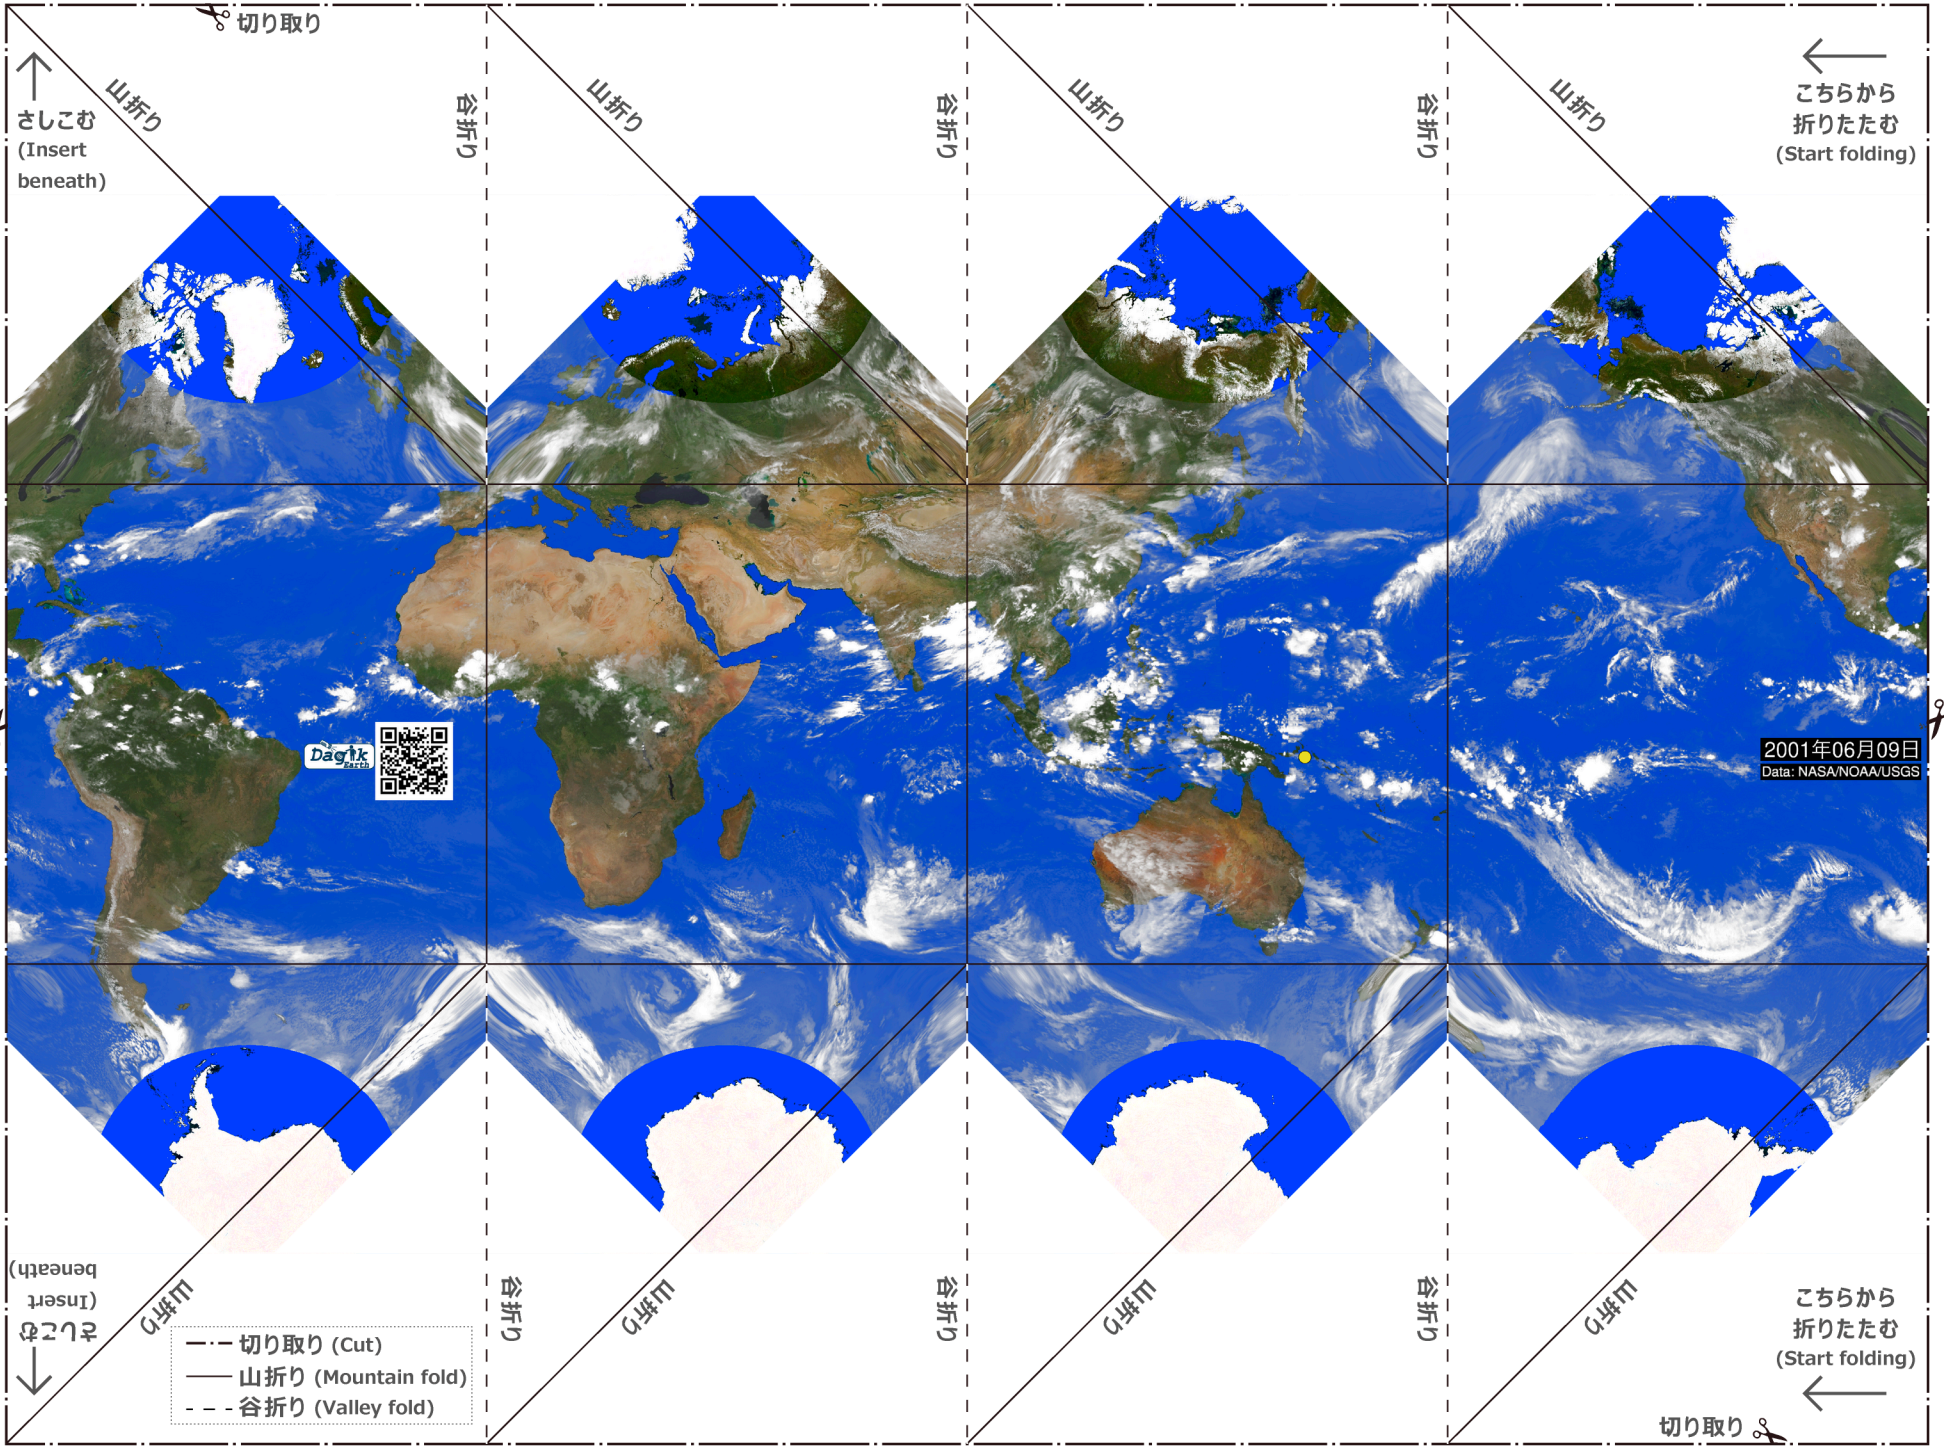 切り取り
山折り
谷折り
山折り
谷折り
山折り
谷折り
山折り
さしこむ
(Insert
beneath)
こちらから
折りたたむ
(Start folding)
Dagik
Earth
2001年06月09日
Data: NASA/NOAA/USGS
さしこむ
(Insert
beneath)
山折り
谷折り
山折り
谷折り
山折り
谷折り
山折り
こちらから
折りたたむ
(Start folding)
切り取り (Cut)
山折り (Mountain fold)
谷折り (Valley fold)
切り取り